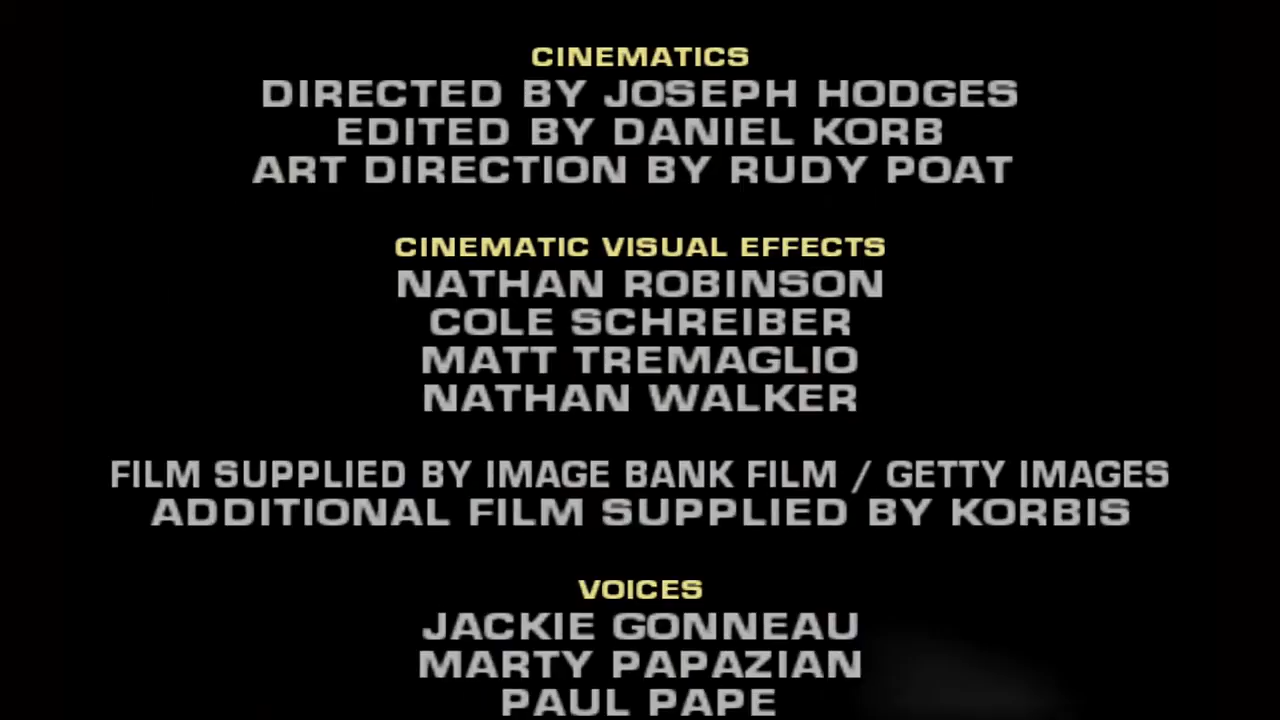 CINEMATICS
DIRECTED BY JOSEPH HODGES
EDITED BY DANIEL KORB
ART DIRECTION BY RUDY POAT
CINEMATIC VISUAL EFFECTS
NATHAN ROBINSON
COLE SCHREIBER
MATT TREMAGLIO
NATHAN WALKER
FILM SUPPLIED BY IMAGE BANK FILM / GETTY IMAGES
ADDITIONAL FILM SUPPLIED BY KORBIS
VOICES
JACKIE GONNEAU
MARTY PAPAZIAN
PAUL PAPE